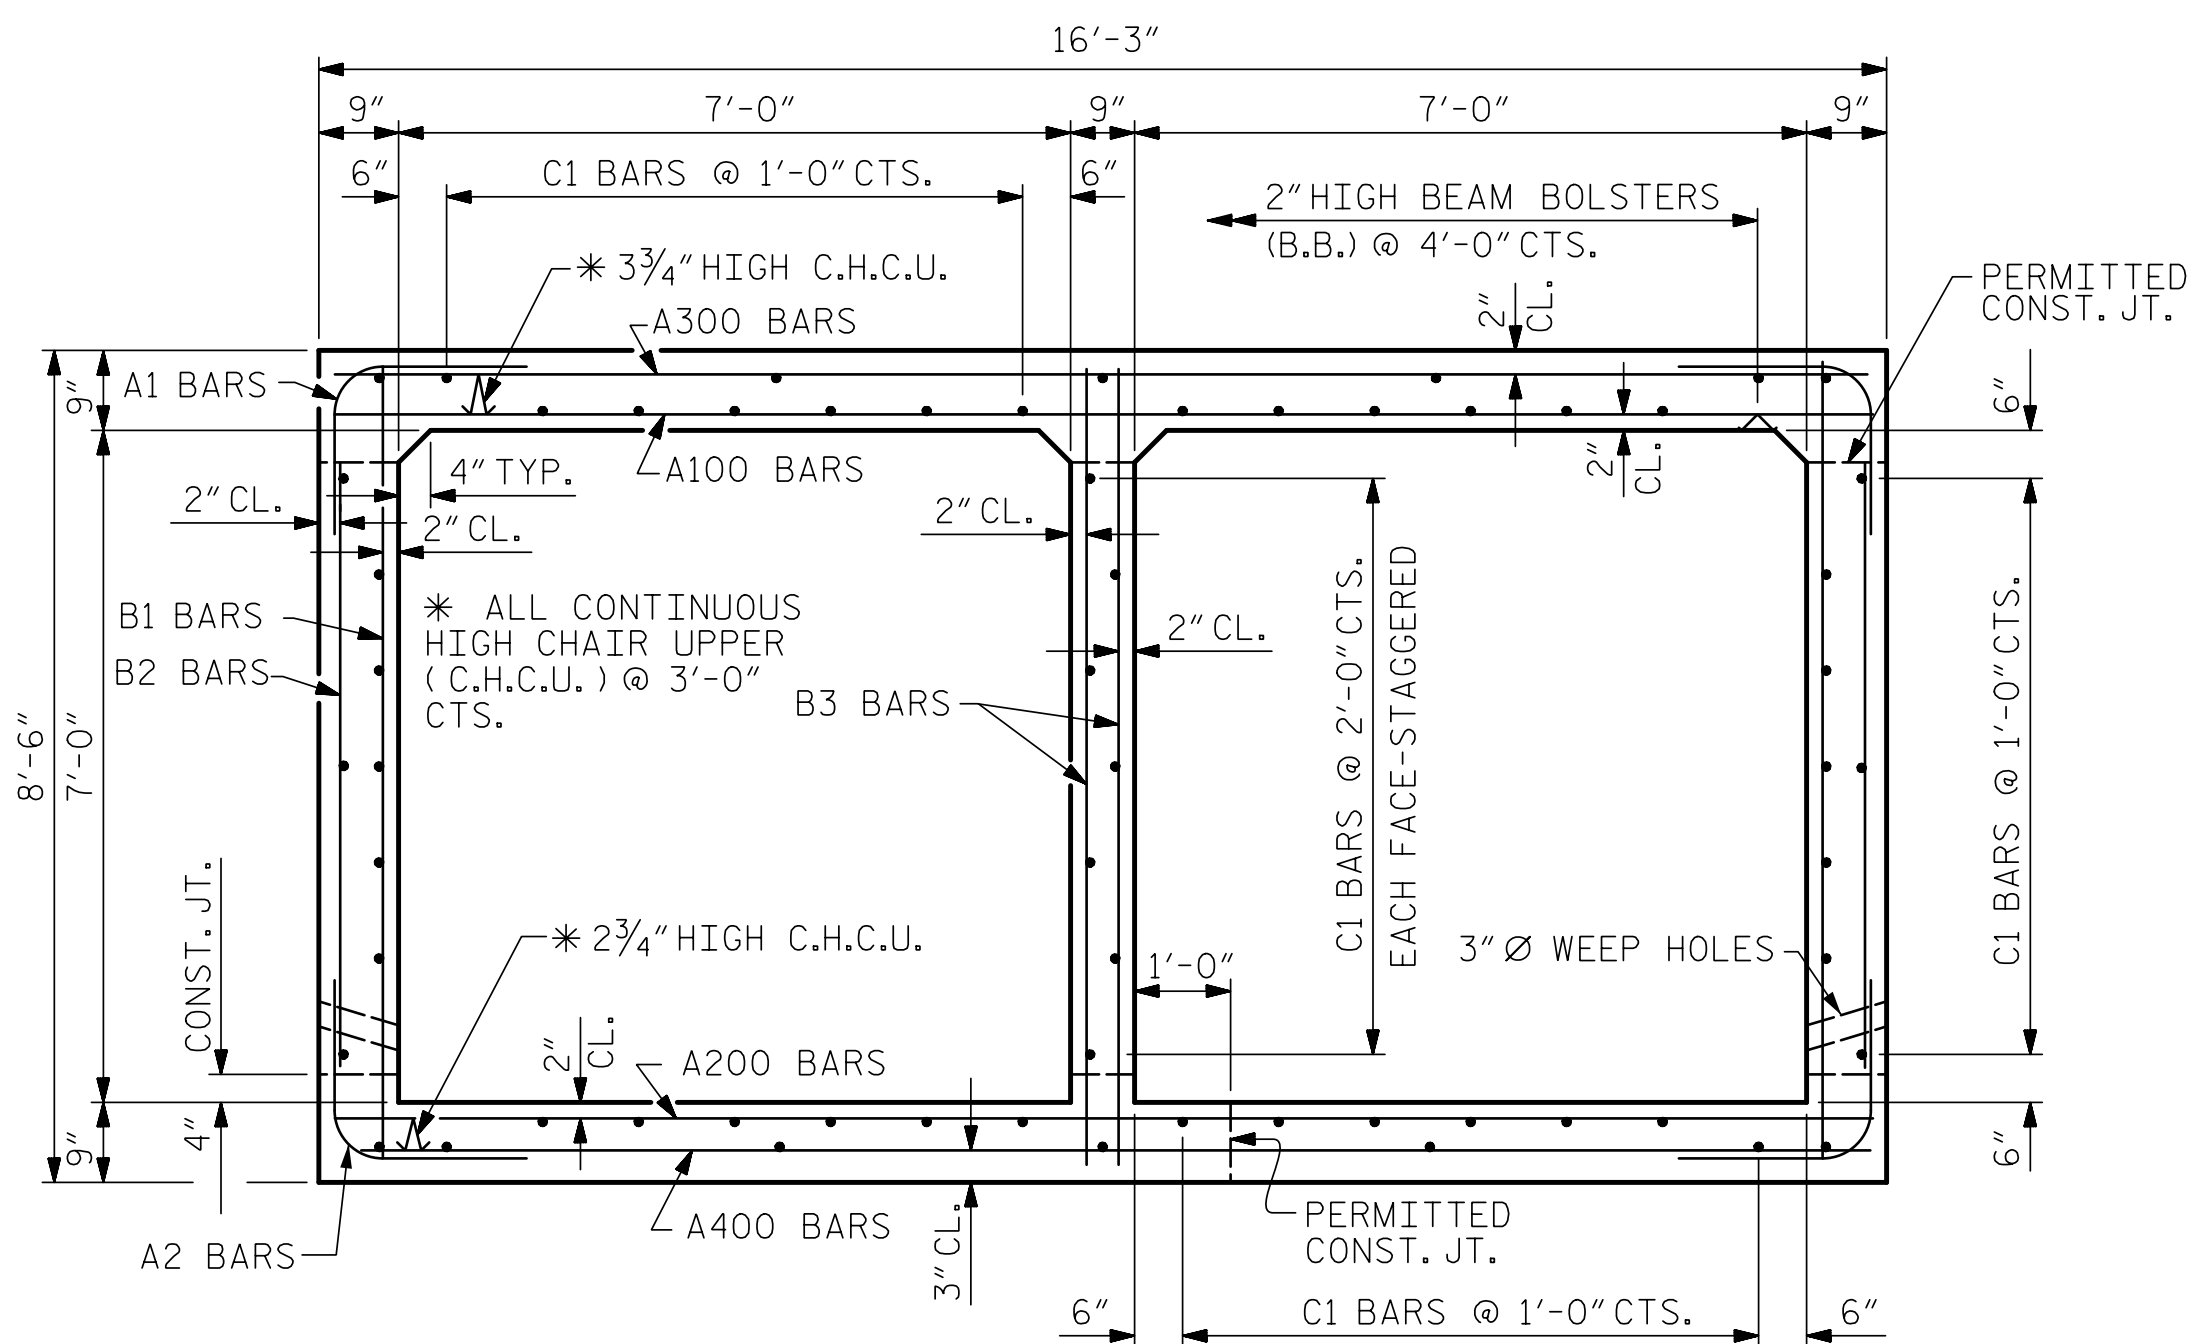 16'-3"
9"
7'-0"
9"
7'-0"
9"
6"
C1 BARS @ 1'-0" CTS.
6"
2" HIGH BEAM BOLSTERS
(B.B.) @ 4'-0" CTS.
✳ 3¾" HIGH C.H.C.U.
A300 BARS
2"
CL.
PERMITTED
CONST. JT.
A1 BARS
9"
6"
4" TYP.
A100 BARS
2"
CL.
2" CL.
2" CL.
2" CL.
✳ ALL CONTINUOUS
HIGH CHAIR UPPER
(C.H.C.U.) @ 3'-0"
CTS.
B1 BARS
B2 BARS
2" CL.
B3 BARS
C1 BARS @ 2'-0" CTS.
EACH FACE-STAGGERED
C1 BARS @ 1'-0" CTS.
8'-6"
7'-0"
CONST. JT.
✳ 2¾" HIGH C.H.C.U.
1'-0"
3" Ø WEEP HOLES
2"
CL.
A200 BARS
9"
4"
6"
A2 BARS
A400 BARS
3" CL.
PERMITTED
CONST. JT.
6"
C1 BARS @ 1'-0" CTS.
6"